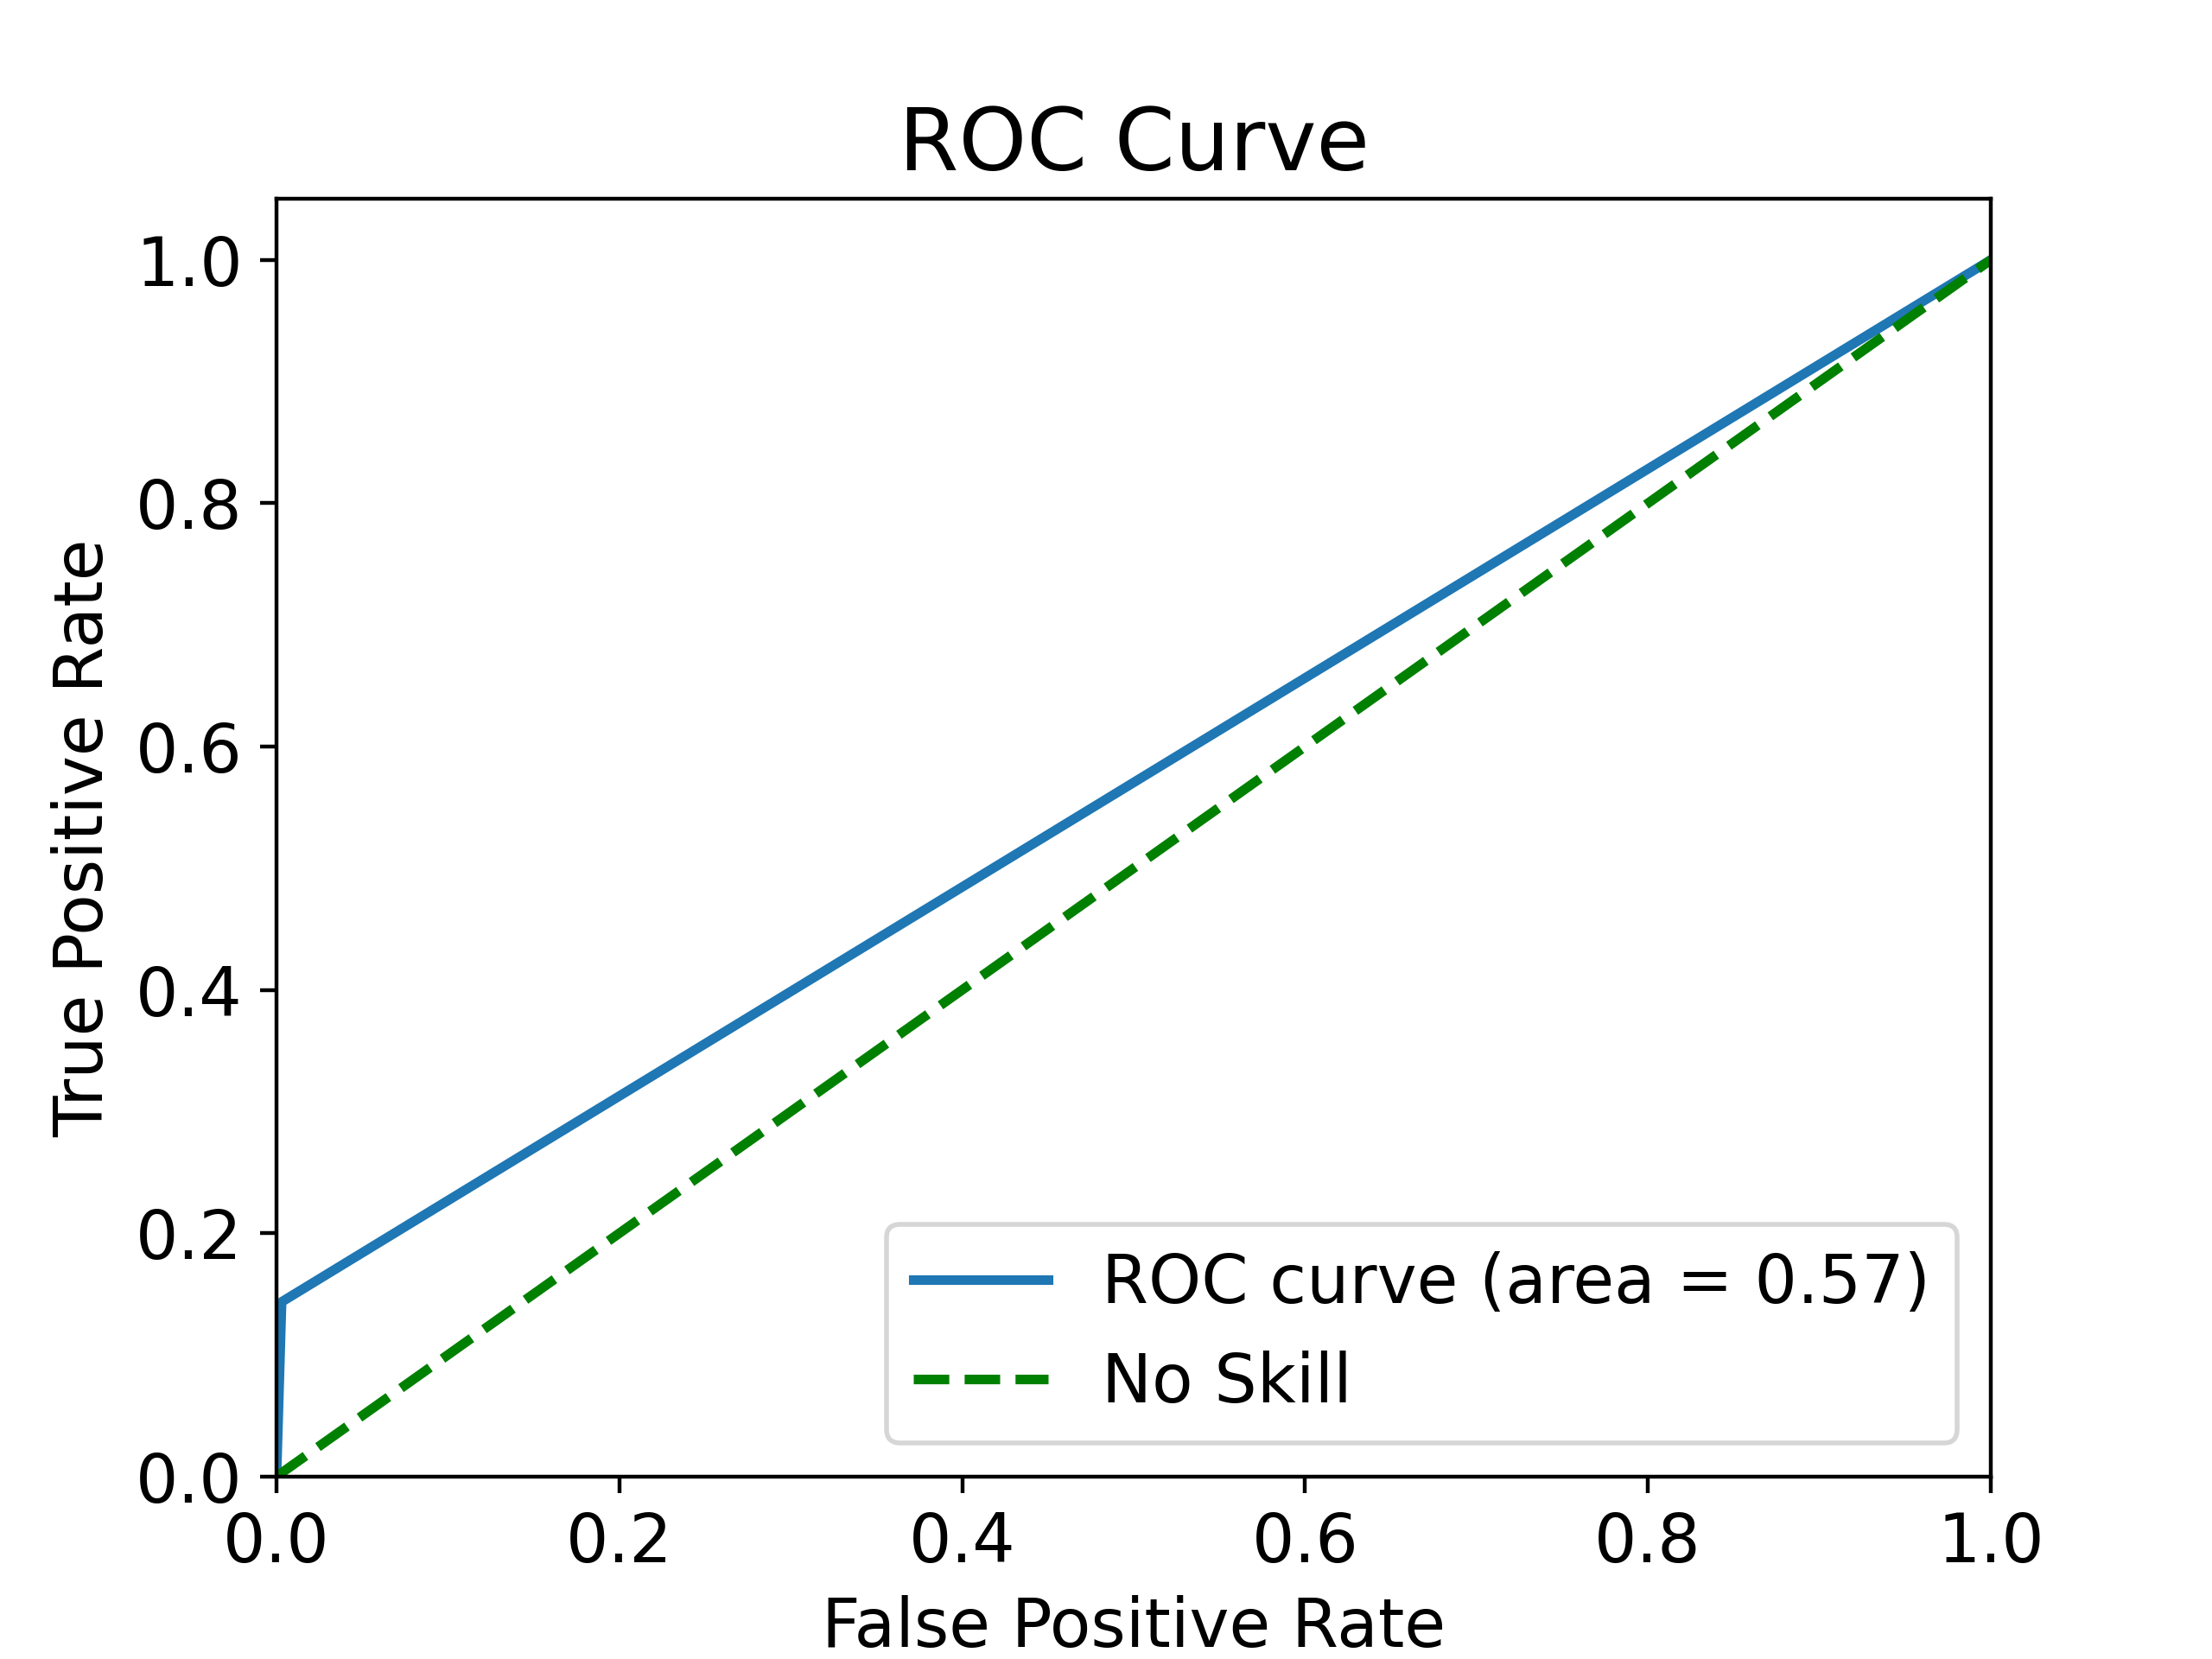 ROC Curve
1.0
0.8
0.6
0.4
0.2
0.0
True Positive Rate
ROC curve (area = 0.57)
No Skill
0.0 0.2 0.4 0.6 0.8 1.0
False Positive Rate